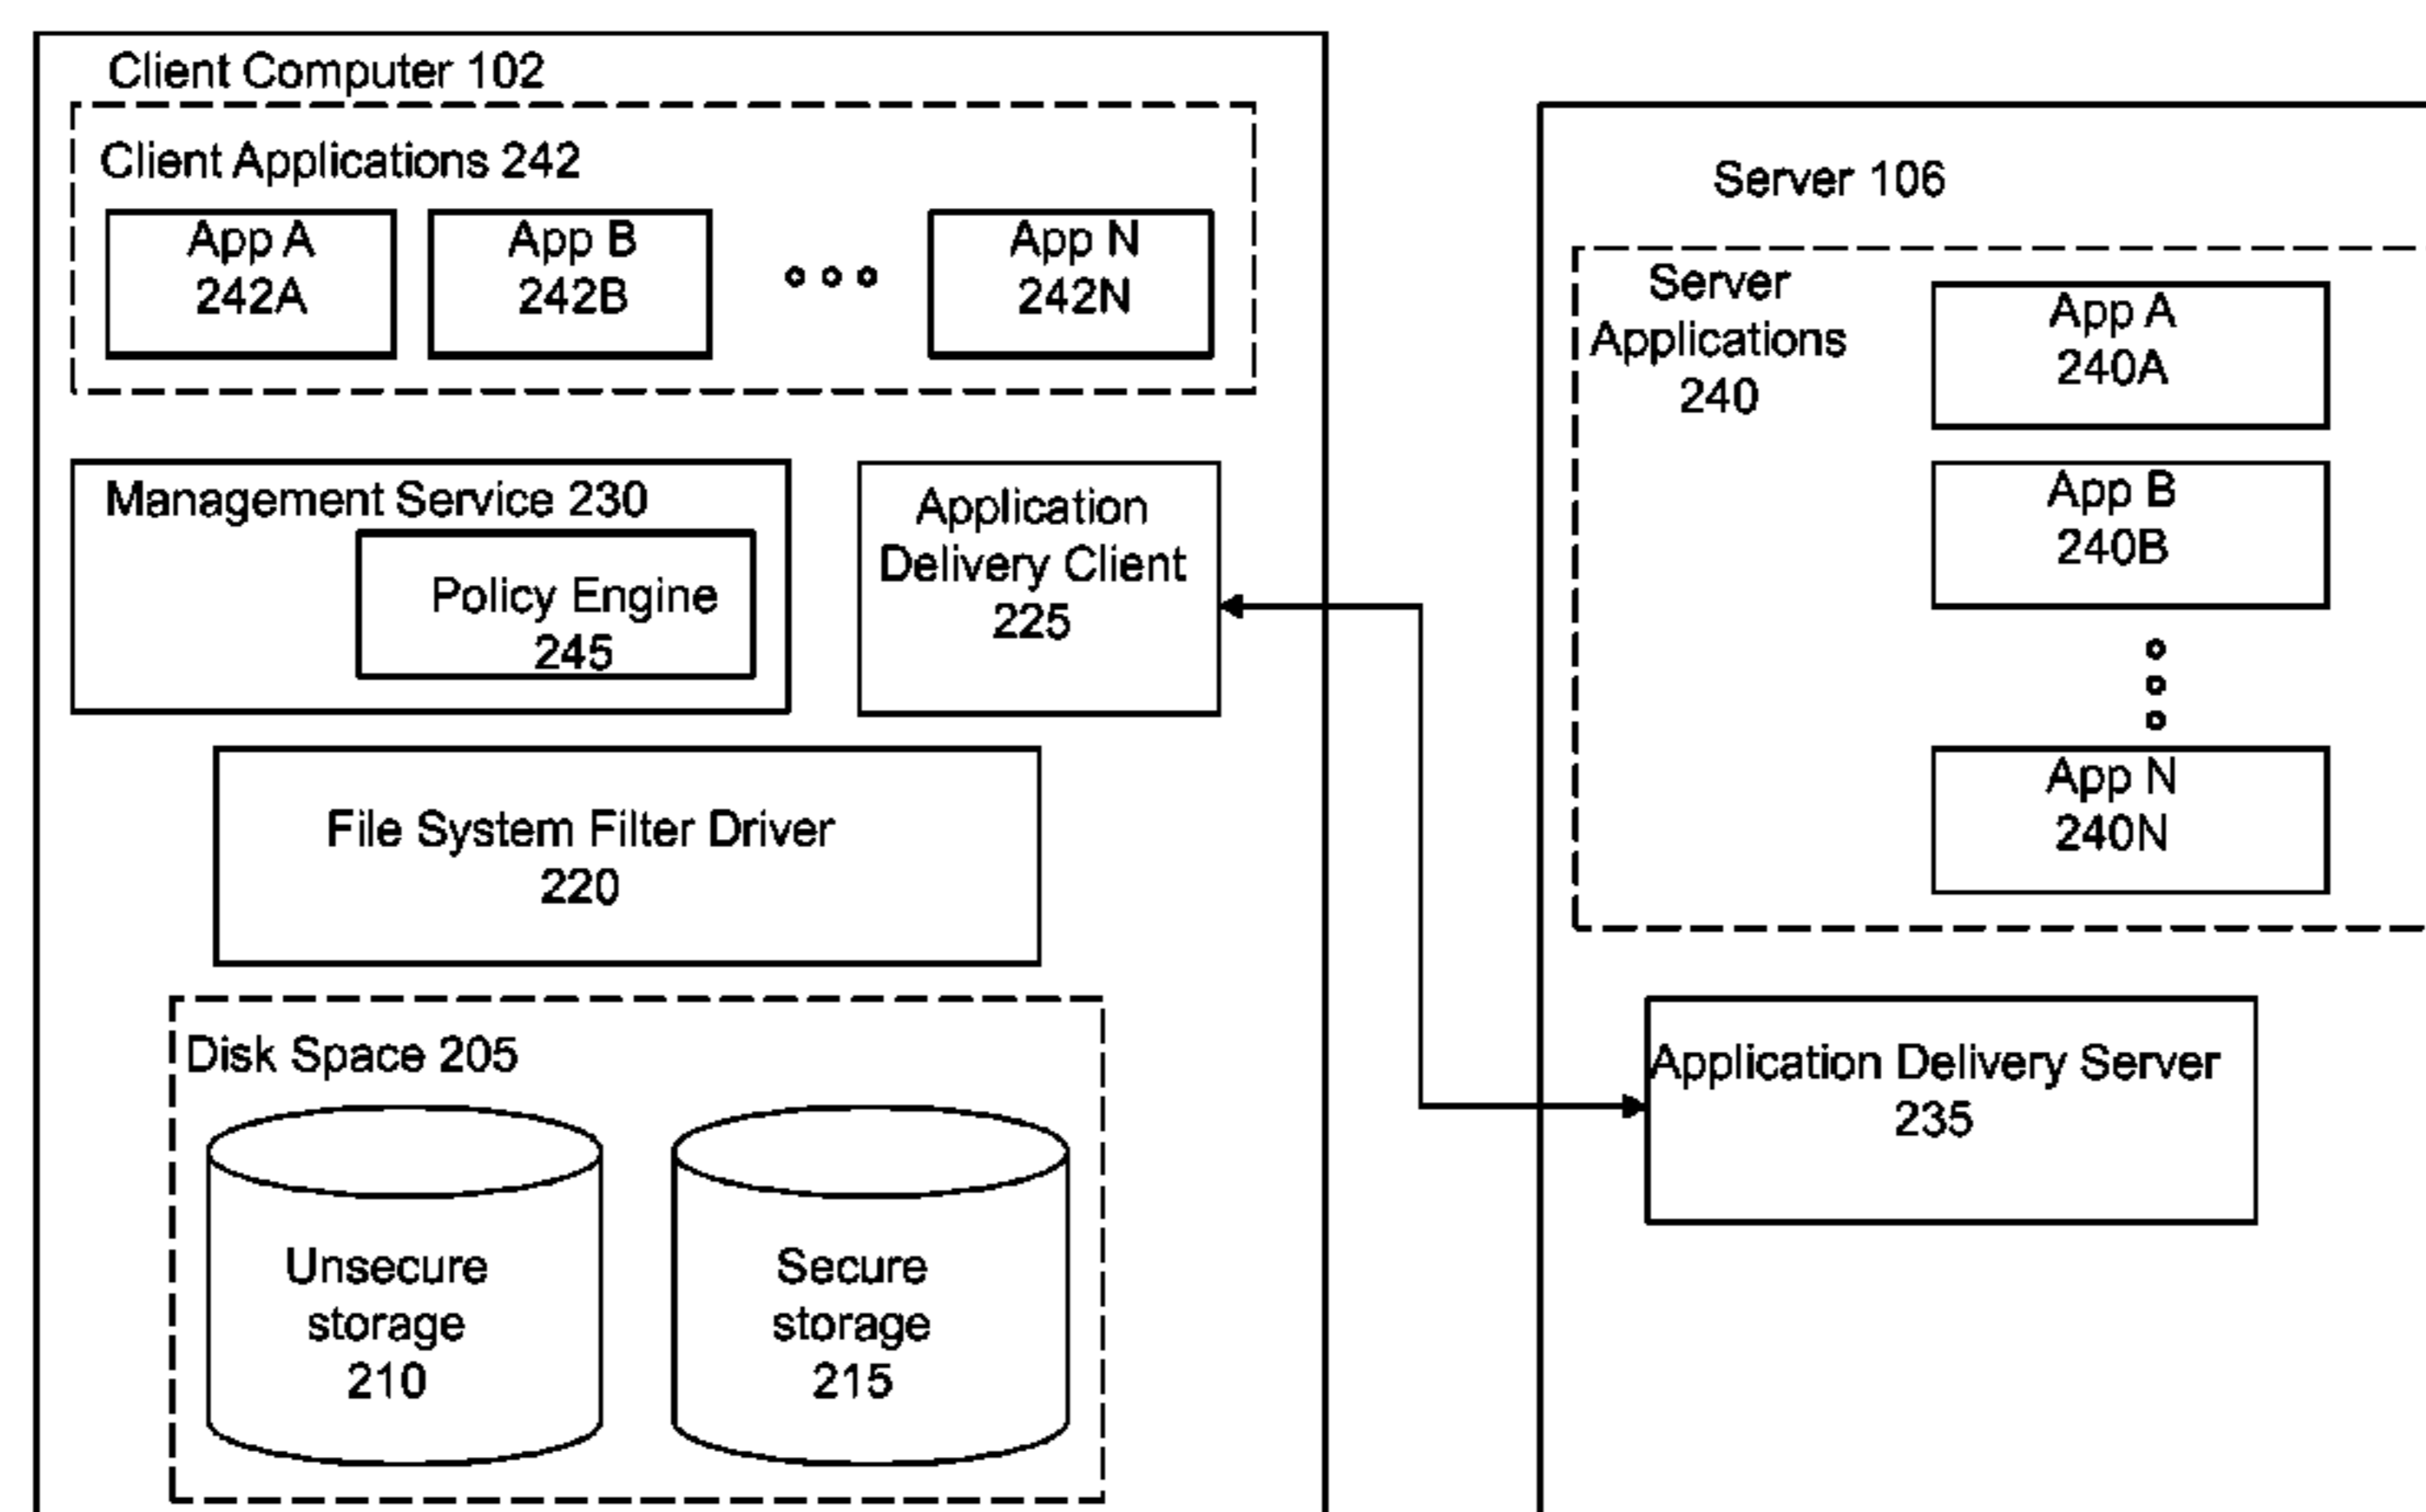 Client Computer 102
Client Applications 242
App A
242A
App B
242B
App N
242N
Management Service 230
Policy Engine
245
Application
Delivery Client
225
File System Filter Driver
220
Disk Space 205
Unsecure
storage
210
Secure
storage
215
Server 106
Server
Applications
240
App A
240A
App B
240B
App N
240N
Application Delivery Server
235